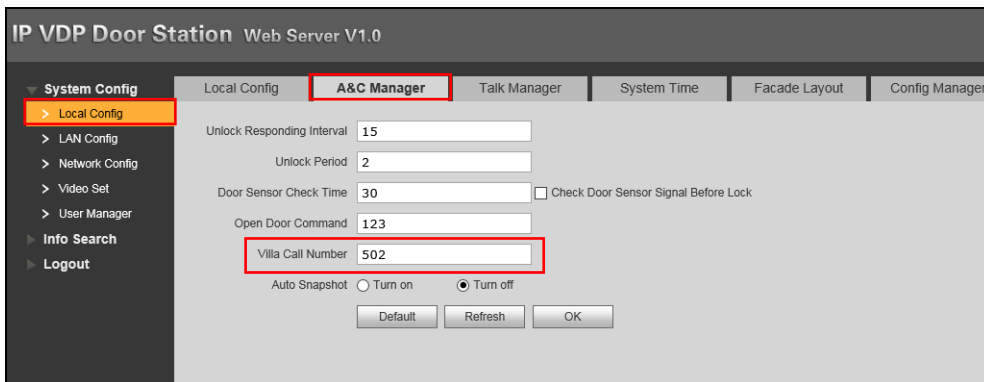 IP VDP Door Station Web Server V1.0
System Config
> Local Config
> LAN Config
> Network Config
> Video Set
> User Manager
Info Search
Logout
Local Config A&C Manager Talk Manager System Time Facade Layout Config Manager
Unlock Responding Interval 15
Unlock Period 2
Door Sensor Check Time 30 Check Door Sensor Signal Before Lock
Open Door Command 123
Villa Call Number 502
Auto Snapshot Turn on Turn off
Default Refresh OK